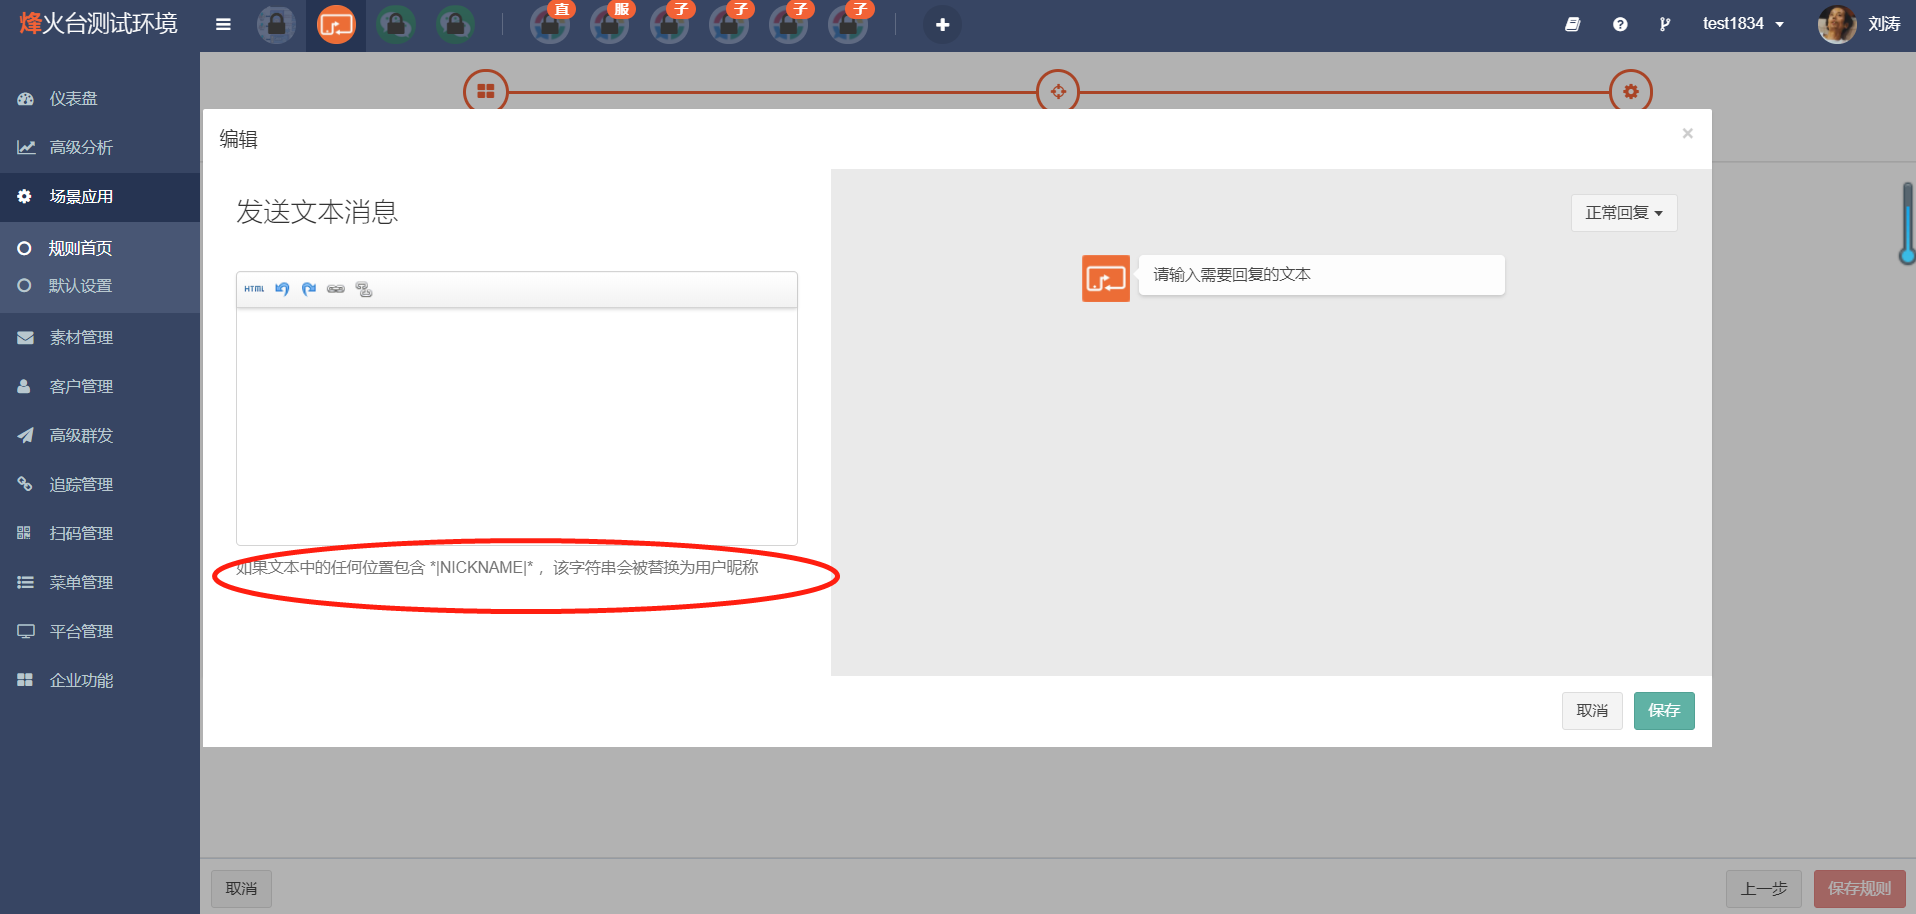 烽火台测试环境
直
服
子
子
子
子
test1834
刘涛
仪表盘
高级分析
场景应用
规则首页
默认设置
素材管理
客户管理
高级群发
追踪管理
扫码管理
菜单管理
平台管理
企业功能
编辑
×
发送文本消息
HTML
如果文本中的任何位置包含 *|NICKNAME|* ，该字符串会被替换为用户昵称
正常回复
请输入需要回复的文本
取消
保存
取消
上一步
保存规则